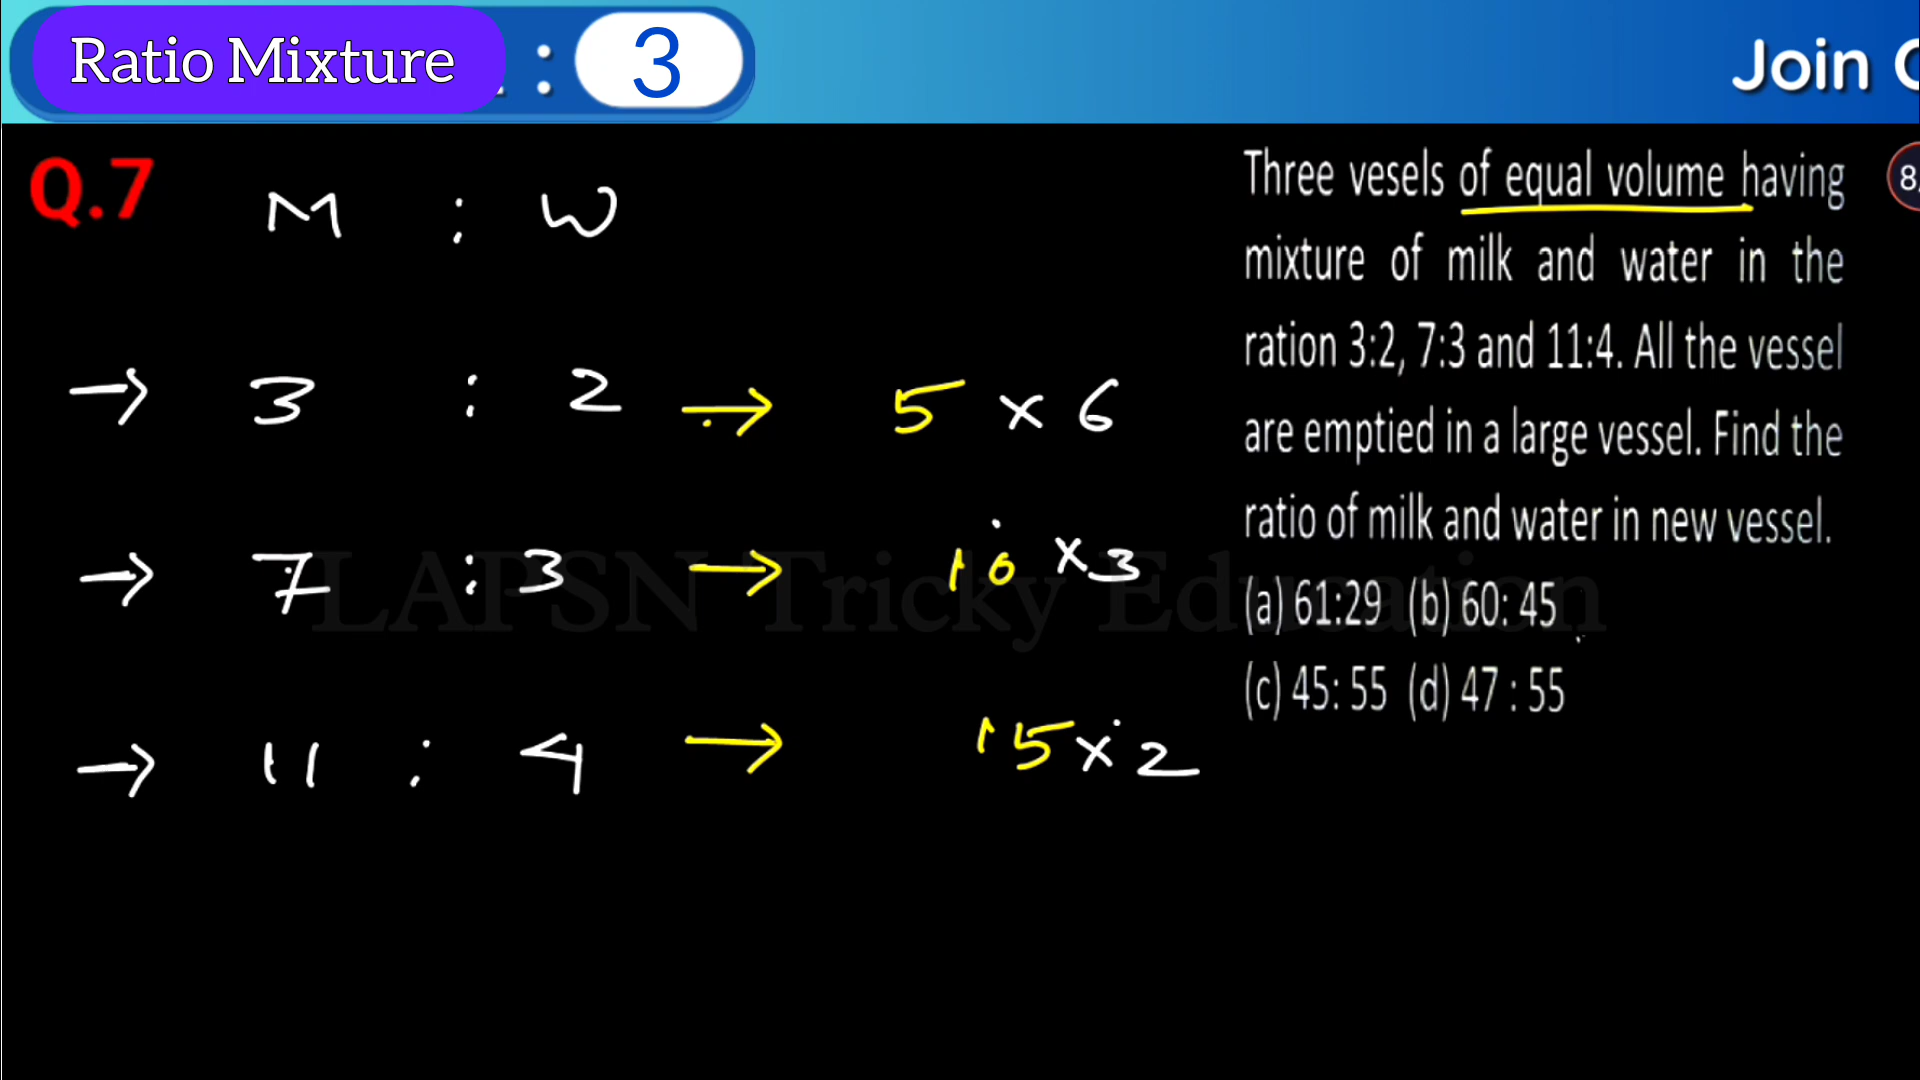 Ratio Mixture : 3
Join
Q.7
M : W
→ 3 : 2 → 5 × 6
→ 7 : 3 → 10 × 3
→ 11 : 4 → 15 × 2
Three vesels of equal volume having
mixture of milk and water in the
ration 3:2, 7:3 and 11:4. All the vessel
are emptied in a large vessel. Find the
ratio of milk and water in new vessel.
(a) 61:29 (b) 60: 45
(c) 45: 55 (d) 47 : 55
8
LAPSN Tricky Education